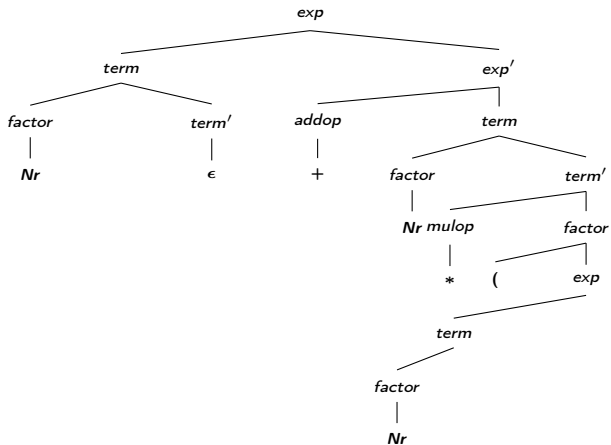 exp
term exp′
factor term′ addop term
Nr ϵ + factor term′
Nr mulop factor
* ( exp
term
factor
Nr